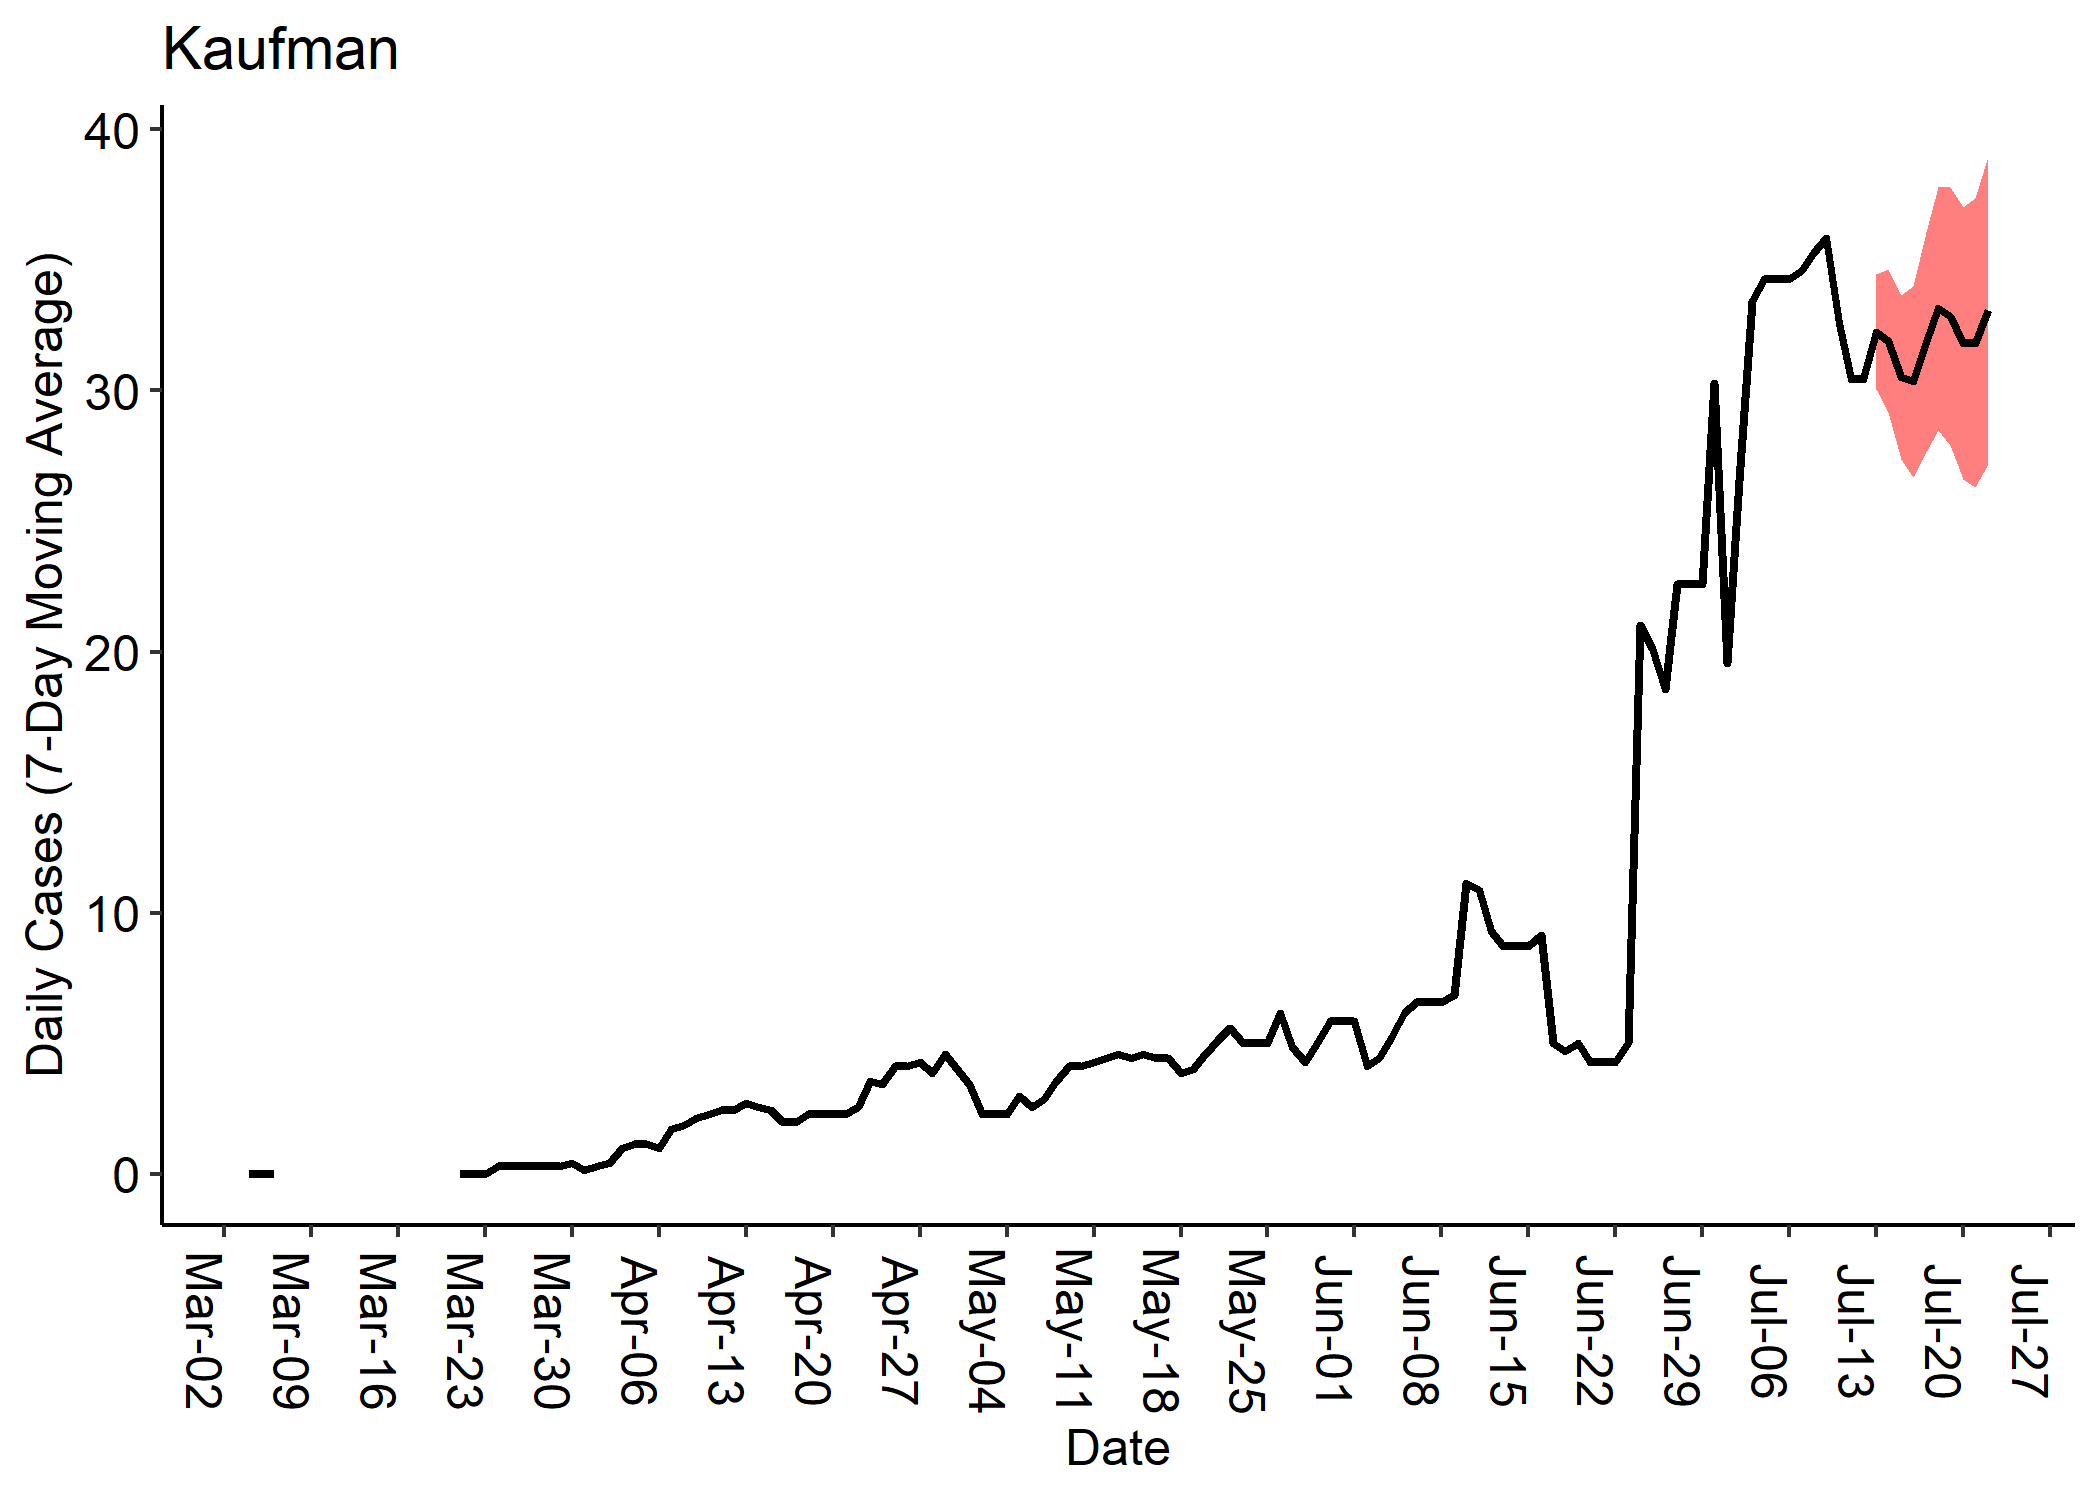 Kaufman
Daily Cases (7-Day Moving Average)
40
30
20
10
0
Mar-02
Mar-09
Mar-16
Mar-23
Mar-30
Apr-06
Apr-13
Apr-20
Apr-27
May-04
May-11
May-18
May-25
Jun-01
Jun-08
Jun-15
Jun-22
Jun-29
Jul-06
Jul-13
Jul-20
Jul-27
Date